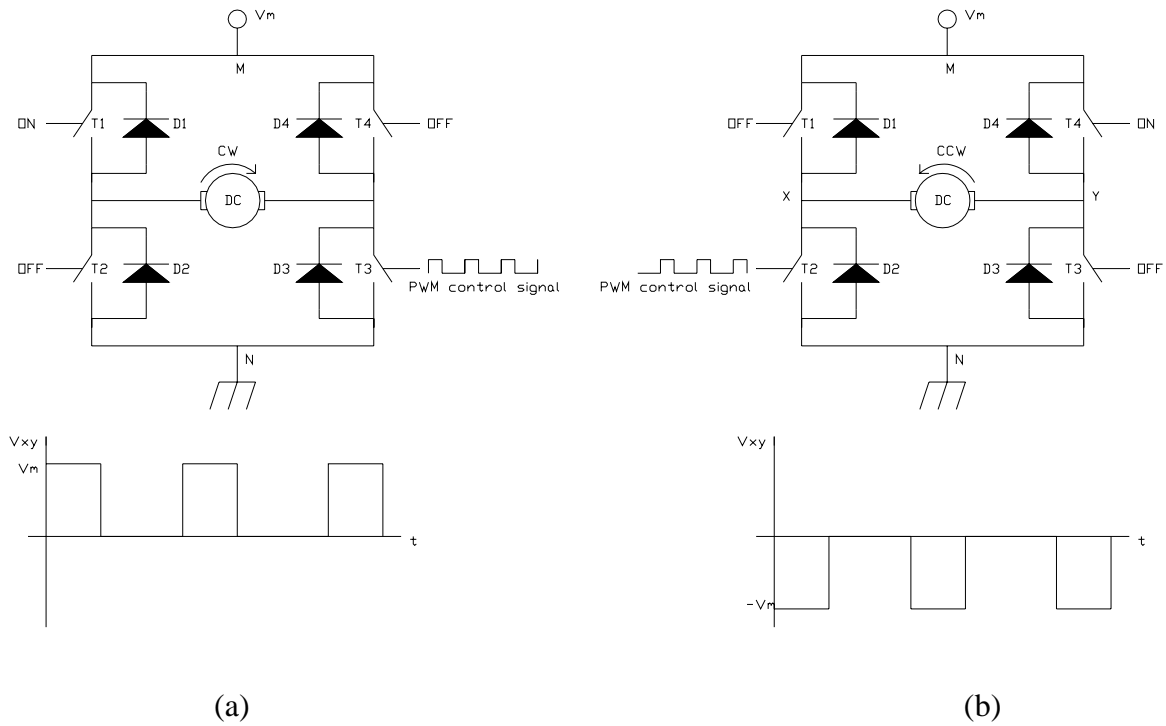 Vm
M
ON
T1
D1
D4
T4
OFF
CW
DC
OFF
T2
D2
D3
T3
PWM control signal
N
Vxy
Vm
t
(a)
Vm
M
OFF
T1
D1
D4
T4
ON
CCW
X
DC
Y
T2
D2
D3
T3
OFF
PWM control signal
N
Vxy
t
-Vm
(b)